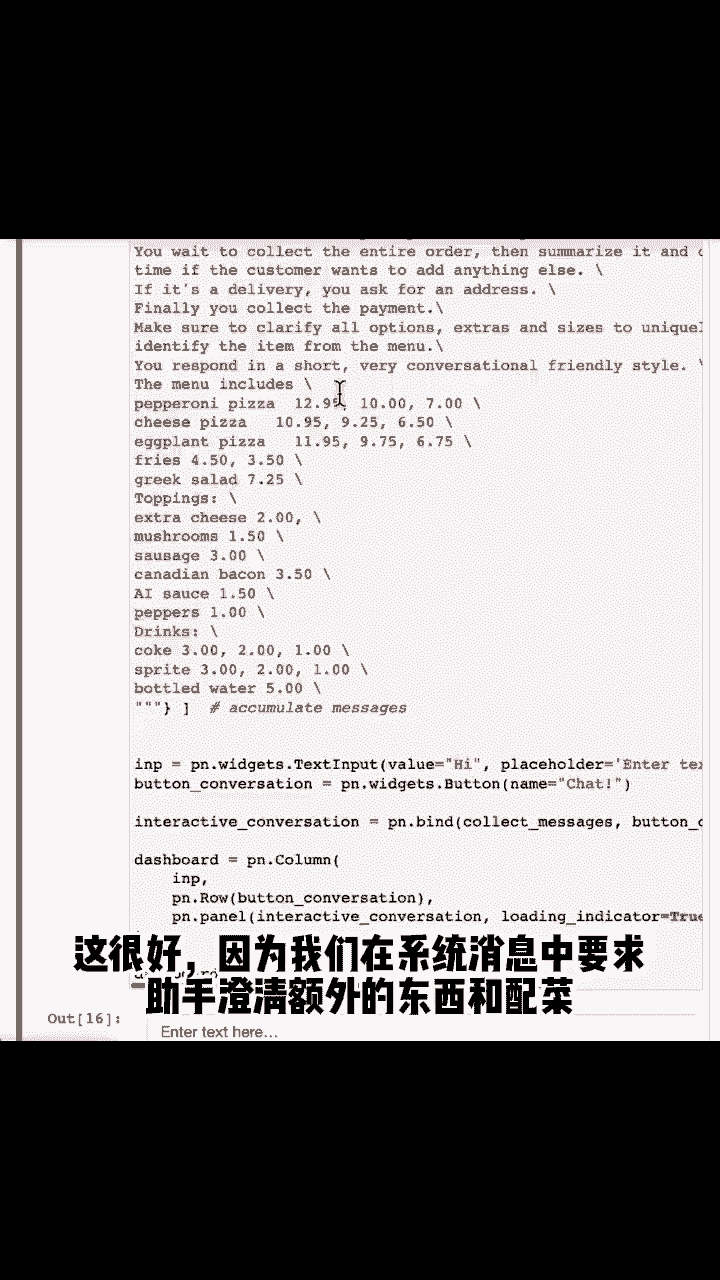 You wait to collect the entire order, then summarize it and
time if the customer wants to add anything else. \
If it's a delivery, you ask for an address. \
Finally you collect the payment.\
Make sure to clarify all options, extras and sizes to
identify the item from the menu.\
You respond in a short, very conversational friendly style. \
The menu includes \
pepperoni pizza  12.95, 10.00, 7.00 \
cheese pizza   10.95, 9.25, 6.50 \
eggplant pizza   11.95, 9.75, 6.75 \
fries 4.50, 3.50 \
greek salad 7.25 \
Toppings: \
extra cheese 2.00, \
mushrooms 1.50 \
sausage 3.00 \
canadian bacon 3.50 \
AI sauce 1.50 \
peppers 1.00 \
Drinks: \
coke 3.00, 2.00, 1.00 \
sprite 3.00, 2.00, 1.00 \
bottled water 5.00 \
"""} ]  # accumulate messages
inp = pn.widgets.TextInput(value="Hi", placeholder='Enter
button_conversation = pn.widgets.Button(name="Chat!")
interactive_conversation = pn.bind(collect_messages,
dashboard = pn.Column(
inp,
pn.Row(button_conversation),
pn.panel(interactive_conversation, loading_indicator=True
这很好，因为我们在系统消息中要求
助手澄清额外的东西和配菜
Out[16]:
Enter text here…